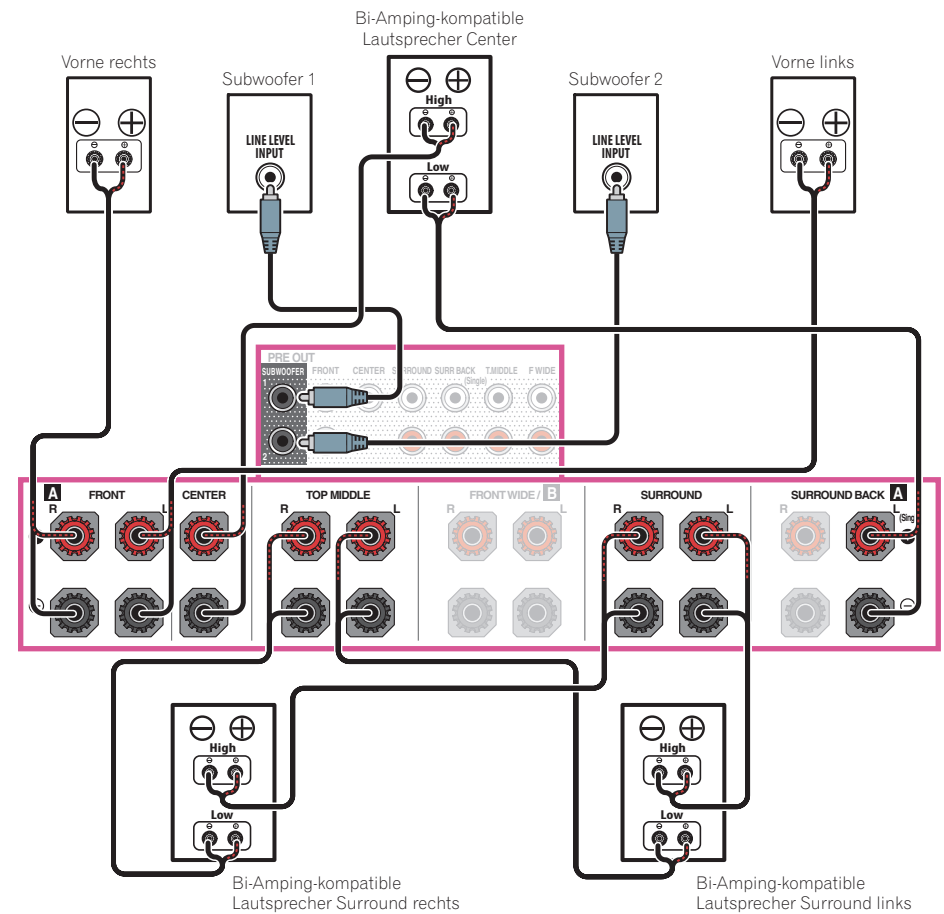 Bi-Amping-kompatible
Lautsprecher Center
Vorne rechts
Subwoofer 1
Subwoofer 2
Vorne links
High
LINE LEVEL
INPUT
LINE LEVEL
INPUT
Low
PRE OUT
SUBWOOFER FRONT CENTER SURROUND SURR BACK T.MIDDLE F WIDE
(Single)
1
2
A FRONT CENTER TOP MIDDLE FRONT WIDE / B SURROUND SURROUND BACK A
R L R L R L R L R L
(Sing
High
High
Low
Low
Bi-Amping-kompatible
Lautsprecher Surround rechts
Bi-Amping-kompatible
Lautsprecher Surround links